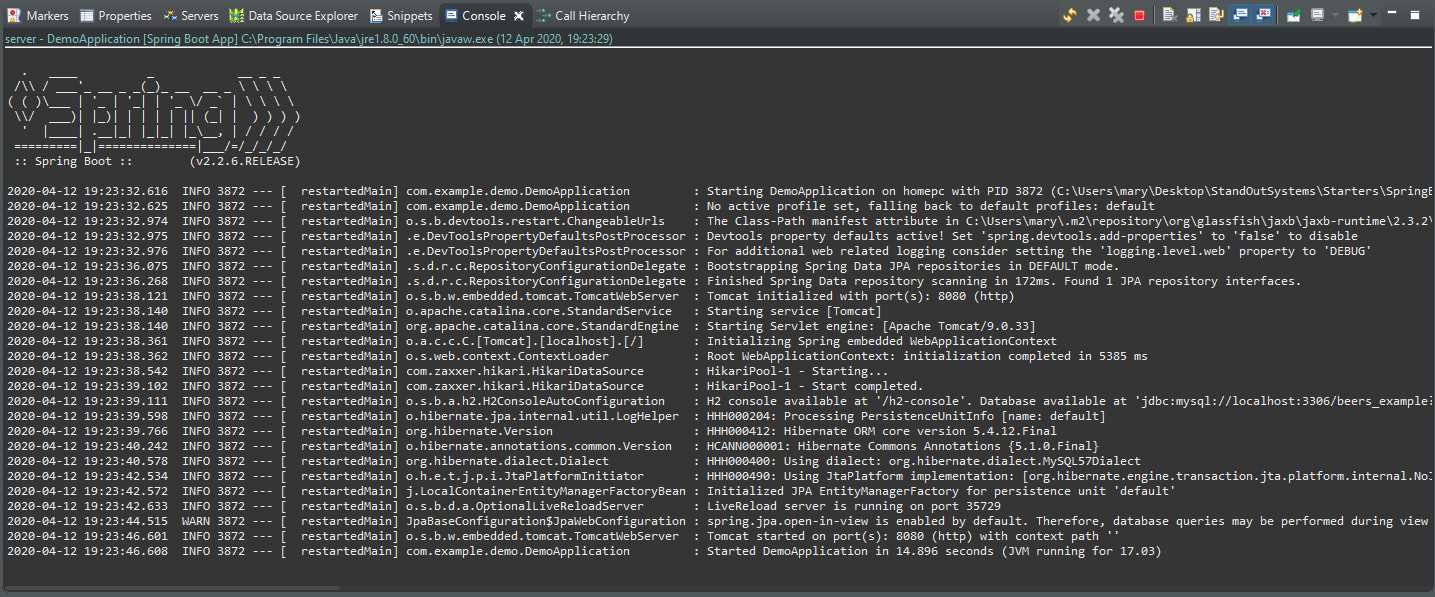 Markers Properties Servers Data Source Explorer Snippets Console Call Hierarchy
server - DemoApplication [Spring Boot App] C:\Program Files\Java\jre1.8.0_60\bin\javaw.exe (12 Apr 2020, 19:23:29)
  .   ____          _            __ _ _
 /\\ / ___'_ __ _ _(_)_ __  __ _ \ \ \ \
( ( )\___ | '_ | '_| | '_ \/ _` | \ \ \ \
 \\/  ___)| |_)| | | | | || (_| |  ) ) ) )
  '  |____| .__|_| |_|_| |_\__, | / / / /
 =========|_|==============|___/=/_/_/_/
 :: Spring Boot ::        (v2.2.6.RELEASE)
2020-04-12 19:23:32.616  INFO 3872 --- [  restartedMain] com.example.demo.DemoApplication         : Starting DemoApplication on homepc with PID 3872 (C:\Users\mary\Desktop\StandOutSystems\Starters\SpringB
2020-04-12 19:23:32.625  INFO 3872 --- [  restartedMain] com.example.demo.DemoApplication         : No active profile set, falling back to default profiles: default
2020-04-12 19:23:32.974  INFO 3872 --- [  restartedMain] o.s.b.devtools.restart.ChangeableUrls    : The Class-Path manifest attribute in C:\Users\mary\.m2\repository\org\glassfish\jaxb\jaxb-runtime\2.3.2\
2020-04-12 19:23:32.975  INFO 3872 --- [  restartedMain] .e.DevToolsPropertyDefaultsPostProcessor : Devtools property defaults active! Set 'spring.devtools.add-properties' to 'false' to disable
2020-04-12 19:23:32.976  INFO 3872 --- [  restartedMain] .e.DevToolsPropertyDefaultsPostProcessor : For additional web related logging consider setting the 'logging.level.web' property to 'DEBUG'
2020-04-12 19:23:36.075  INFO 3872 --- [  restartedMain] .s.d.r.c.RepositoryConfigurationDelegate : Bootstrapping Spring Data JPA repositories in DEFAULT mode.
2020-04-12 19:23:36.268  INFO 3872 --- [  restartedMain] .s.d.r.c.RepositoryConfigurationDelegate : Finished Spring Data repository scanning in 172ms. Found 1 JPA repository interfaces.
2020-04-12 19:23:38.121  INFO 3872 --- [  restartedMain] o.s.b.w.embedded.tomcat.TomcatWebServer  : Tomcat initialized with port(s): 8080 (http)
2020-04-12 19:23:38.140  INFO 3872 --- [  restartedMain] o.apache.catalina.core.StandardService   : Starting service [Tomcat]
2020-04-12 19:23:38.140  INFO 3872 --- [  restartedMain] org.apache.catalina.core.StandardEngine  : Starting Servlet engine: [Apache Tomcat/9.0.33]
2020-04-12 19:23:38.361  INFO 3872 --- [  restartedMain] o.a.c.c.C.[Tomcat].[localhost].[/]       : Initializing Spring embedded WebApplicationContext
2020-04-12 19:23:38.362  INFO 3872 --- [  restartedMain] o.s.web.context.ContextLoader            : Root WebApplicationContext: initialization completed in 5385 ms
2020-04-12 19:23:38.542  INFO 3872 --- [  restartedMain] com.zaxxer.hikari.HikariDataSource       : HikariPool-1 - Starting...
2020-04-12 19:23:39.102  INFO 3872 --- [  restartedMain] com.zaxxer.hikari.HikariDataSource       : HikariPool-1 - Start completed.
2020-04-12 19:23:39.111  INFO 3872 --- [  restartedMain] o.s.b.a.h2.H2ConsoleAutoConfiguration    : H2 console available at '/h2-console'. Database available at 'jdbc:mysql://localhost:3306/beers_example
2020-04-12 19:23:39.598  INFO 3872 --- [  restartedMain] o.hibernate.jpa.internal.util.LogHelper  : HHH000204: Processing PersistenceUnitInfo [name: default]
2020-04-12 19:23:39.766  INFO 3872 --- [  restartedMain] org.hibernate.Version                    : HHH000412: Hibernate ORM core version 5.4.12.Final
2020-04-12 19:23:40.242  INFO 3872 --- [  restartedMain] o.hibernate.annotations.common.Version   : HCANN000001: Hibernate Commons Annotations {5.1.0.Final}
2020-04-12 19:23:40.578  INFO 3872 --- [  restartedMain] org.hibernate.dialect.Dialect            : HHH000400: Using dialect: org.hibernate.dialect.MySQL57Dialect
2020-04-12 19:23:42.534  INFO 3872 --- [  restartedMain] o.h.e.t.j.p.i.JtaPlatformInitiator       : HHH000490: Using JtaPlatform implementation: [org.hibernate.engine.transaction.jta.platform.internal.NoJ
2020-04-12 19:23:42.572  INFO 3872 --- [  restartedMain] j.LocalContainerEntityManagerFactoryBean : Initialized JPA EntityManagerFactory for persistence unit 'default'
2020-04-12 19:23:42.633  INFO 3872 --- [  restartedMain] o.s.b.d.a.OptionalLiveReloadServer       : LiveReload server is running on port 35729
2020-04-12 19:23:44.515  WARN 3872 --- [  restartedMain] JpaBaseConfiguration$JpaWebConfiguration : spring.jpa.open-in-view is enabled by default. Therefore, database queries may be performed during view
2020-04-12 19:23:46.601  INFO 3872 --- [  restartedMain] o.s.b.w.embedded.tomcat.TomcatWebServer  : Tomcat started on port(s): 8080 (http) with context path ''
2020-04-12 19:23:46.608  INFO 3872 --- [  restartedMain] com.example.demo.DemoApplication         : Started DemoApplication in 14.896 seconds (JVM running for 17.03)